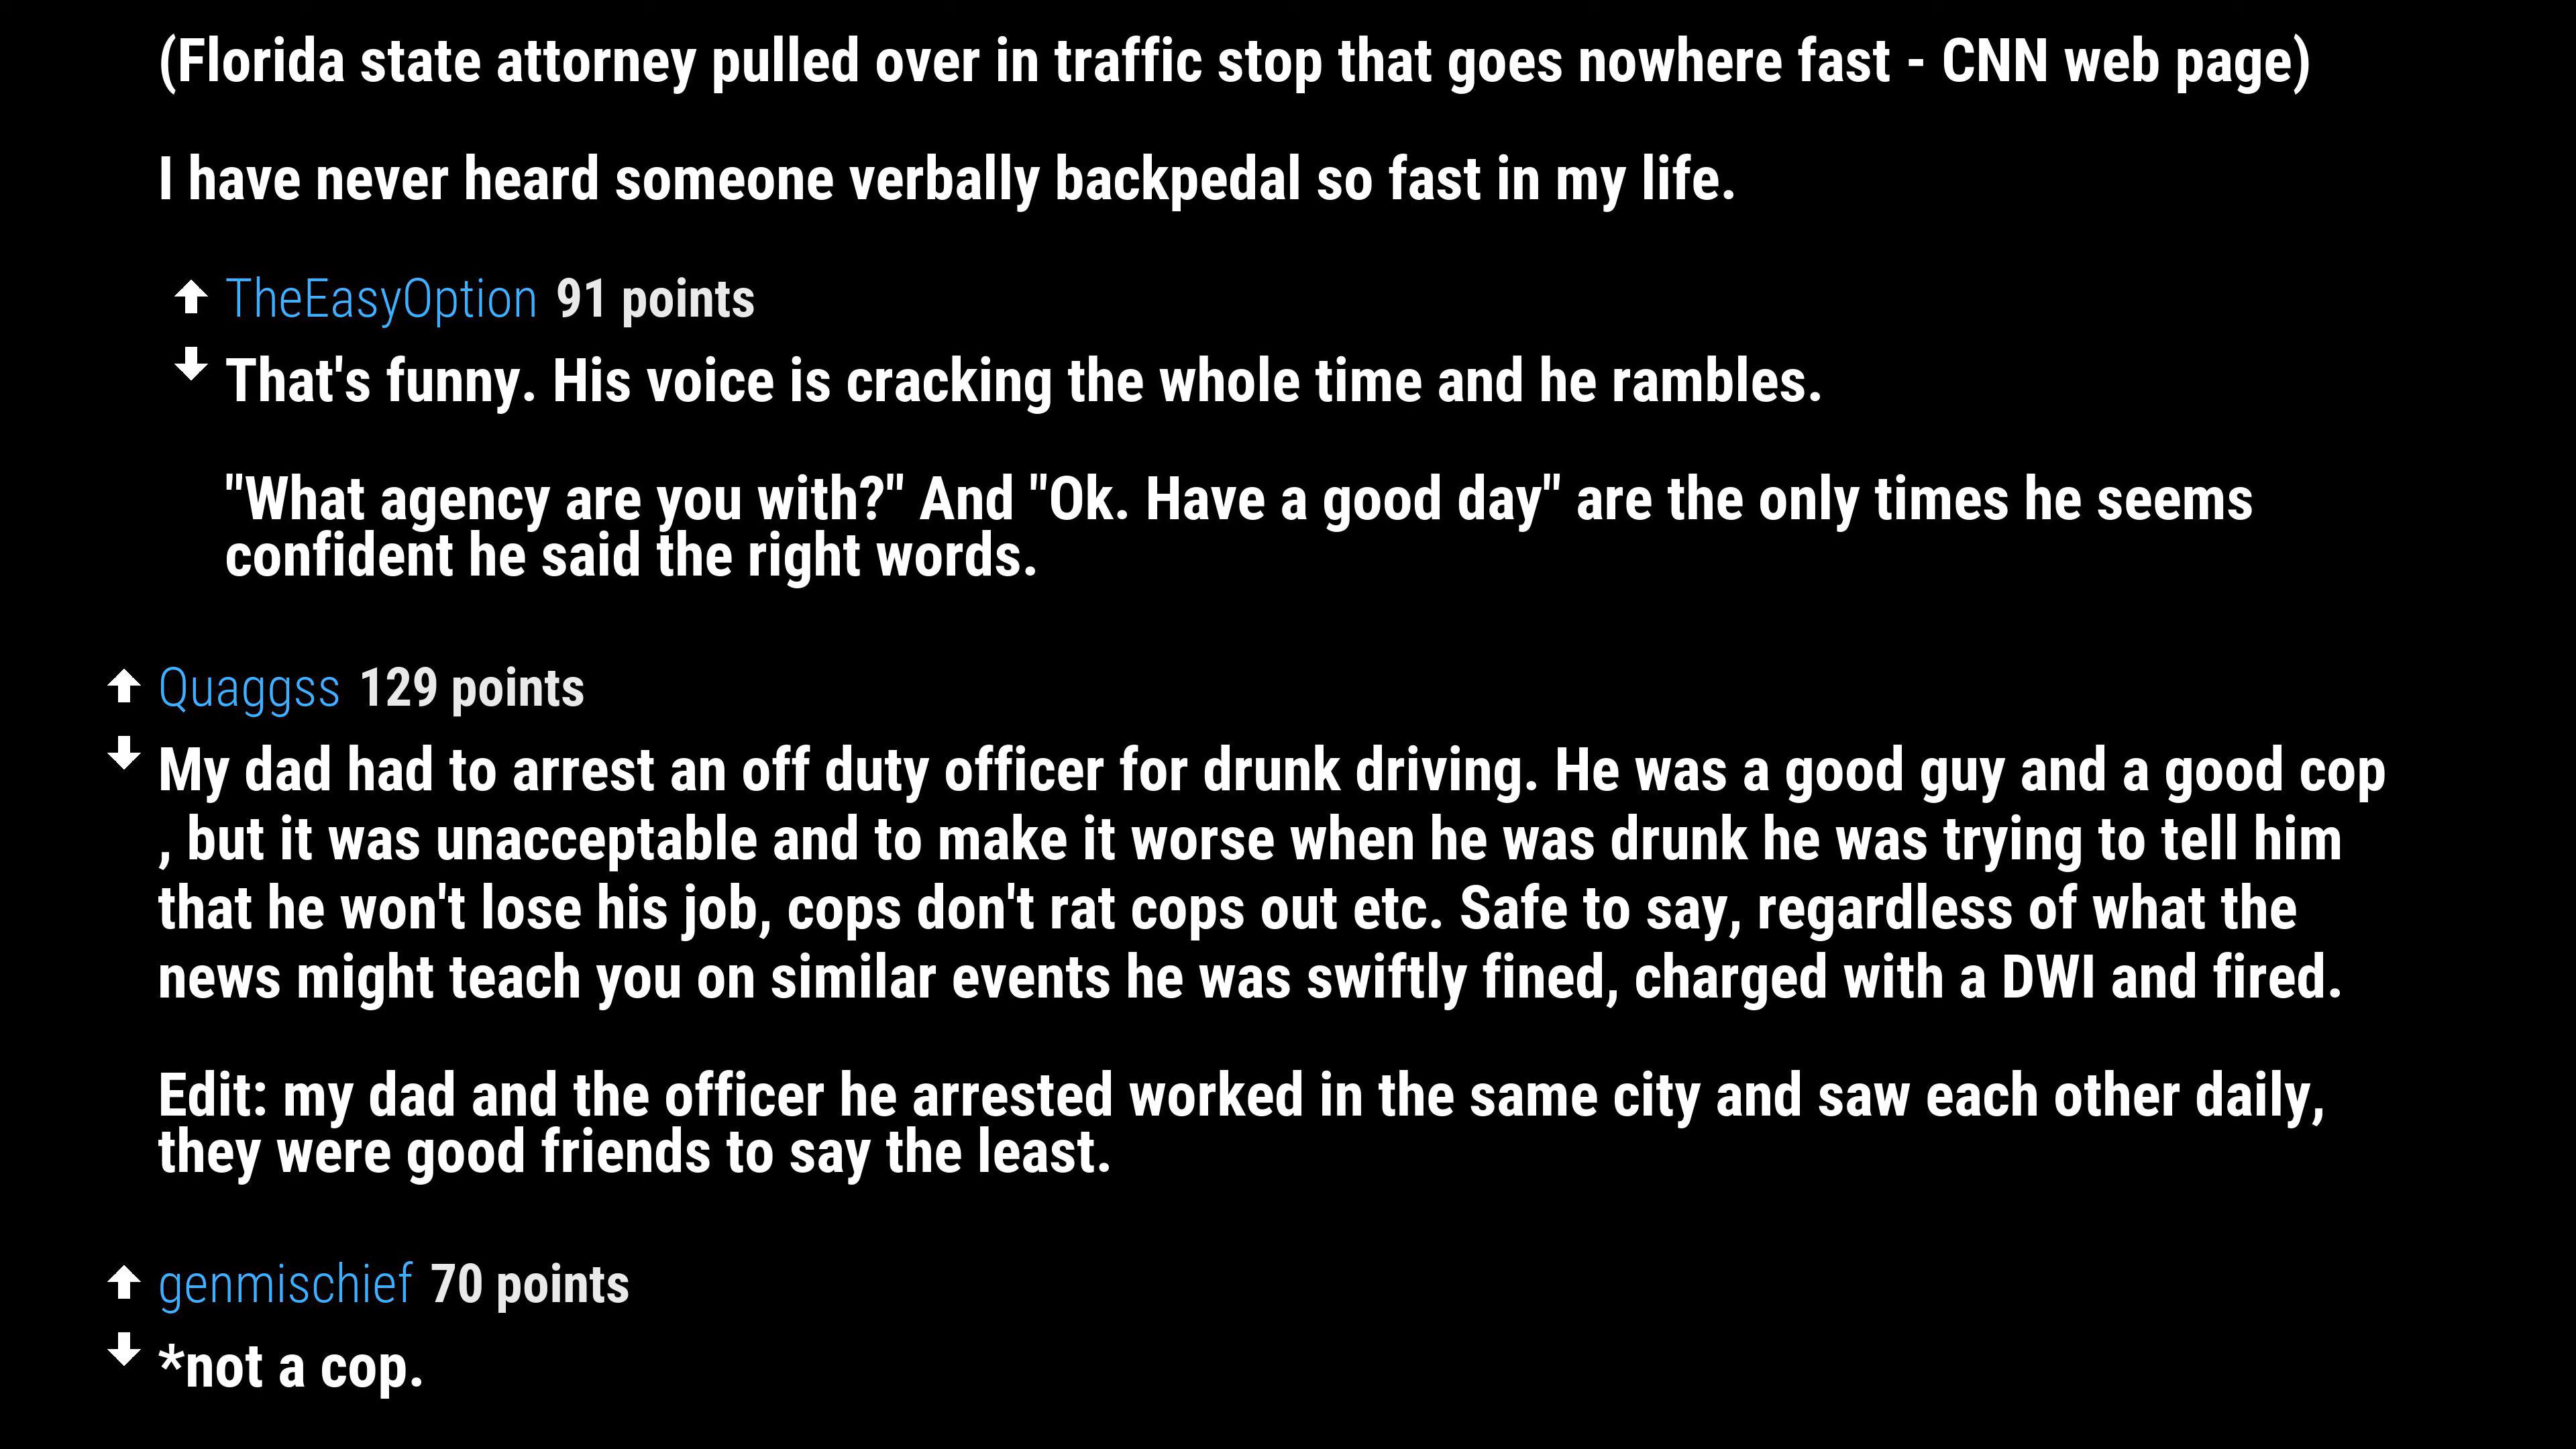 (Florida state attorney pulled over in traffic stop that goes nowhere fast - CNN web page)
I have never heard someone verbally backpedal so fast in my life.
TheEasyOption 91 points
That's funny. His voice is cracking the whole time and he rambles.
"What agency are you with?" And "Ok. Have a good day" are the only times he seems
confident he said the right words.
Quaggss 129 points
My dad had to arrest an off duty officer for drunk driving. He was a good guy and a good cop
, but it was unacceptable and to make it worse when he was drunk he was trying to tell him
that he won't lose his job, cops don't rat cops out etc. Safe to say, regardless of what the
news might teach you on similar events he was swiftly fined, charged with a DWI and fired.
Edit: my dad and the officer he arrested worked in the same city and saw each other daily,
they were good friends to say the least.
genmischief 70 points
*not a cop.